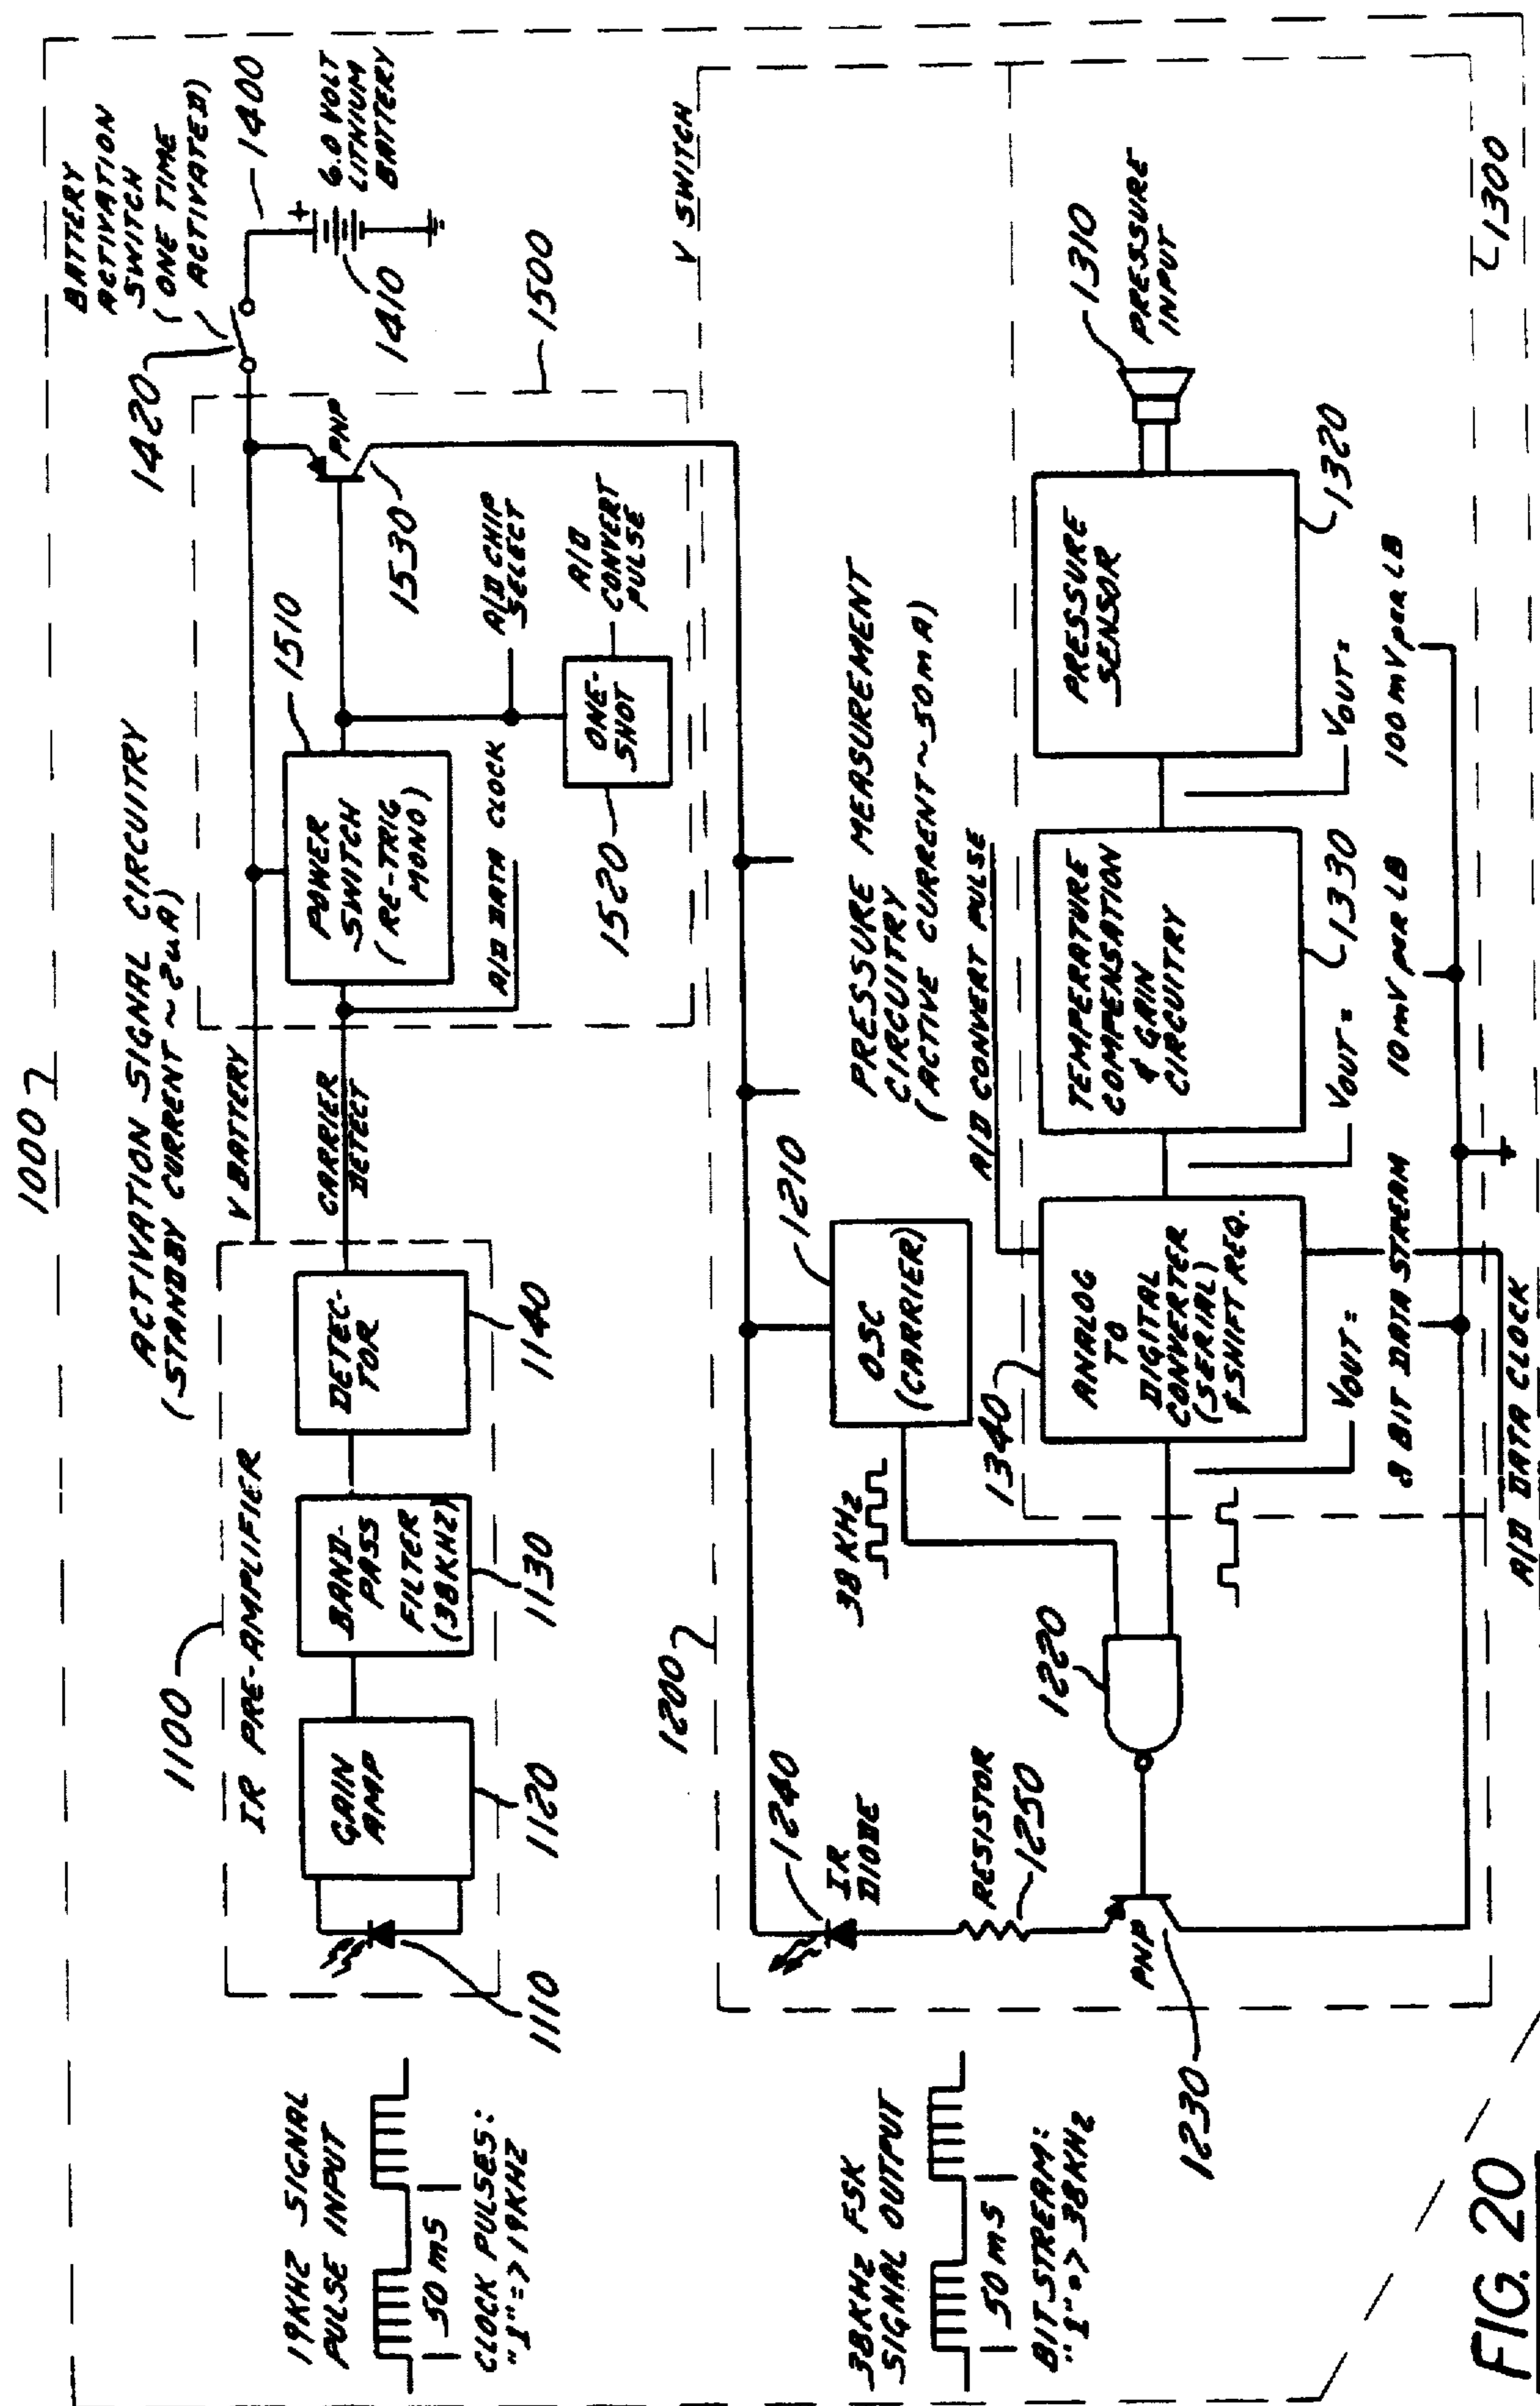 1000
ACTIVATION SIGNAL CIRCUITRY
(STANDBY CURRENT ~ 2uA)
BATTERY
ACTIVATION
SWITCH
(ONE TIME
ACTIVATED)
1400
1420
+
6.0 VOLT
LITHIUM
BATTERY
1410
1500
1100
IR PRE-AMPLIFIER
V BATTERY
CARRIER
DETECT
19KHZ SIGNAL
PULSE INPUT
50 mS
CLOCK PULSES:
"1"=>19KHZ
1110
GAIN
AMP
1120
BAND-
PASS
FILTER
(38KHZ)
1130
DETEC-
TOR
1140
POWER
SWITCH
(RE-TRIG
MONO)
1510
A/D DATA CLOCK
PNP
1530
A/D CHIP
SELECT
ONE-
SHOT
1520
A/D
CONVERT
PULSE
V SWITCH
1200
38KHZ FSK
SIGNAL OUTPUT
50 mS
BITSTREAM:
"1"=>38KHZ
1240
IR
DIODE
RESISTOR
1250
PNP
1230
1220
38 KHZ
OSC
(CARRIER)
1210
PRESSURE MEASUREMENT
CIRCUITRY
(ACTIVE CURRENT~50mA)
A/D CONVERT PULSE
1340
ANALOG
TO
DIGITAL
CONVERTER
(SERIAL)
& SHIFT REG.
VOUT=
8 BIT DATA STREAM
A/D DATA CLOCK
TEMPERATURE
COMPENSATION
& GAIN
CIRCUITRY
1330
VOUT=
10mV per LB
PRESSURE
SENSOR
1320
VOUT=
100mV per LB
1310
PRESSURE
INPUT
1300
FIG. 20